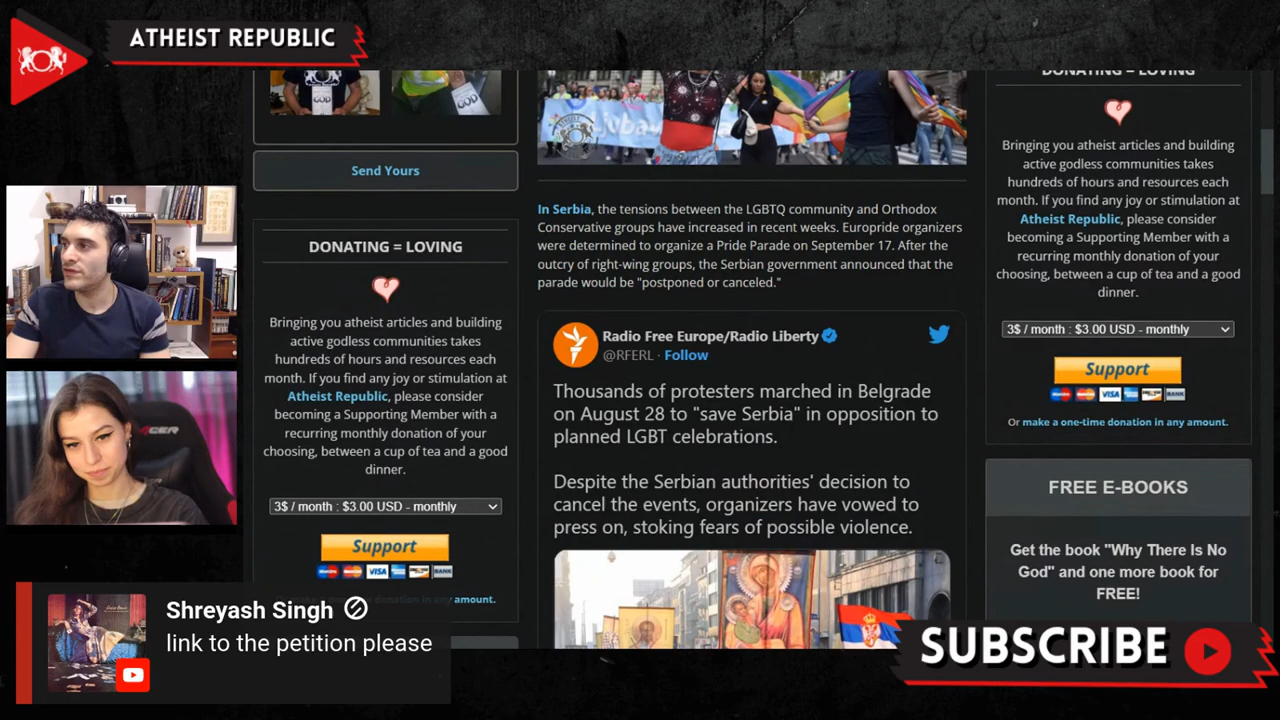 ATHEIST REPUBLIC
GOD
Send Yours
DONATING = LOVING
Bringing you atheist articles and building
active godless communities takes
hundreds of hours and resources each
month. If you find any joy or stimulation at
Atheist Republic, please consider
becoming a Supporting Member with a
recurring monthly donation of your
choosing, between a cup of tea and a good
dinner.
3$ / month : $3.00 USD - monthly
Support
VISA
BANK
donation in any amount.
In Serbia, the tensions between the LGBTQ community and Orthodox
Conservative groups have increased in recent weeks. Europride organizers
were determined to organize a Pride Parade on September 17. After the
outcry of right-wing groups, the Serbian government announced that the
parade would be "postponed or canceled."
Radio Free Europe/Radio Liberty
@RFERL · Follow
Thousands of protesters marched in Belgrade
on August 28 to "save Serbia" in opposition to
planned LGBT celebrations.
Despite the Serbian authorities' decision to
cancel the events, organizers have vowed to
press on, stoking fears of possible violence.
DONATING = LOVING
Bringing you atheist articles and building
active godless communities takes
hundreds of hours and resources each
month. If you find any joy or stimulation at
Atheist Republic, please consider
becoming a Supporting Member with a
recurring monthly donation of your
choosing, between a cup of tea and a good
dinner.
3$ / month : $3.00 USD - monthly
Support
VISA
BANK
Or make a one-time donation in any amount.
FREE E-BOOKS
Get the book "Why There Is No
God" and one more book for
FREE!
ACER
Shreyash Singh
link to the petition please
SUBSCRIBE